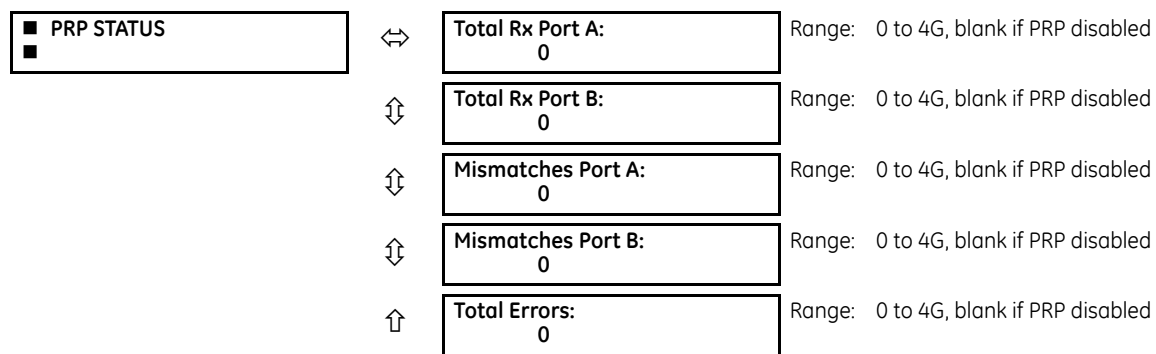 ■ PRP STATUS
■
⬄ Total Rx Port A:
0
Range: 0 to 4G, blank if PRP disabled
⇳ Total Rx Port B:
0
Range: 0 to 4G, blank if PRP disabled
⇳ Mismatches Port A:
0
Range: 0 to 4G, blank if PRP disabled
⇳ Mismatches Port B:
0
Range: 0 to 4G, blank if PRP disabled
⇧ Total Errors:
0
Range: 0 to 4G, blank if PRP disabled